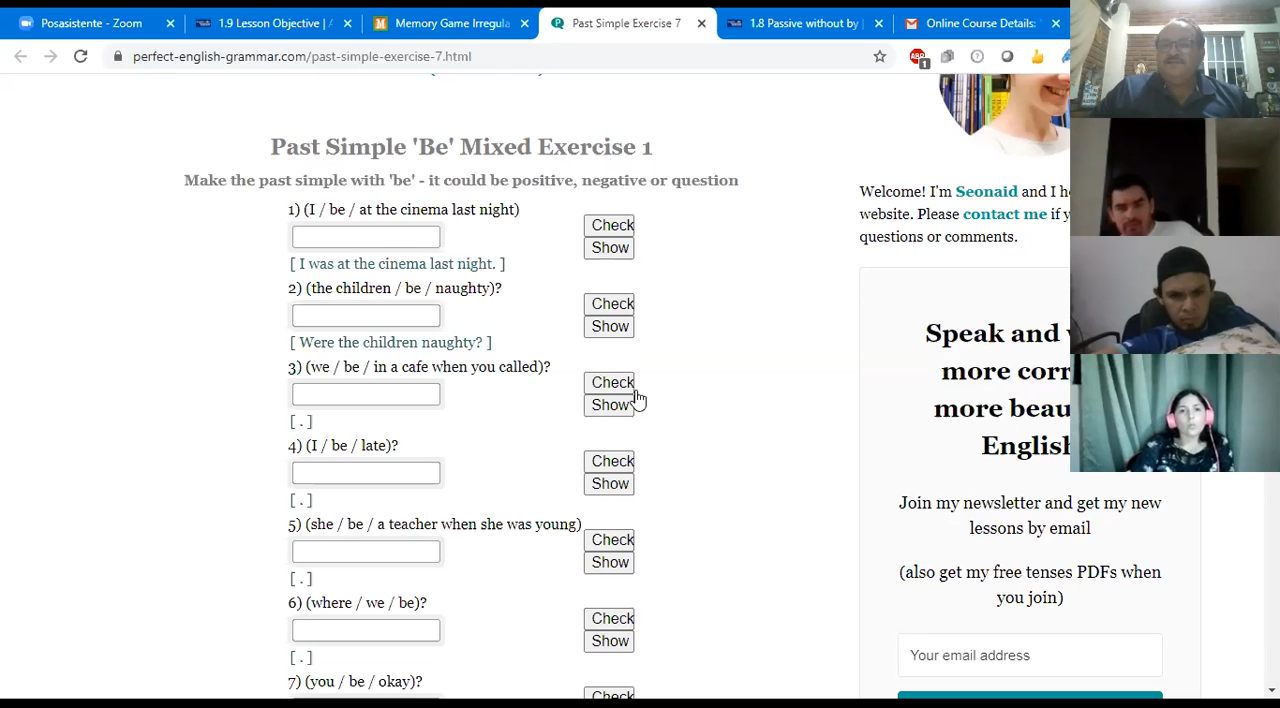 Posasistente - Zoom
1.9 Lesson Objective | A
Memory Game Irregula
Past Simple Exercise 7
1.8 Passive without by |
Online Course Details:
perfect-english-grammar.com/past-simple-exercise-7.html
1
Past Simple 'Be' Mixed Exercise 1
Make the past simple with 'be' - it could be positive, negative or question
1) (I / be / at the cinema last night)
Check
Show
[ I was at the cinema last night. ]
2) (the children / be / naughty)?
Check
Show
[ Were the children naughty? ]
3) (we / be / in a cafe when you called)?
Check
Show
[ . ]
4) (I / be / late)?
Check
Show
[ . ]
5) (she / be / a teacher when she was young)
Check
Show
[ . ]
6) (where / we / be)?
Check
Show
[ . ]
7) (you / be / okay)?
Check
Welcome! I'm Seonaid and I h
website. Please contact me if y
questions or comments.
Speak and
more corr
more beau
English
Join my newsletter and get my new
lessons by email
(also get my free tenses PDFs when
you join)
Your email address